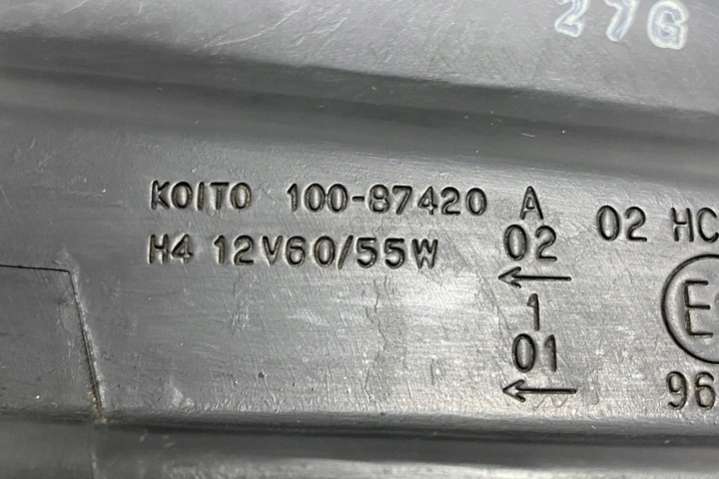 27G
KOITO 100-87420
H4 12V60/55W
A
02
←
1
01
←
02 HC
E
96